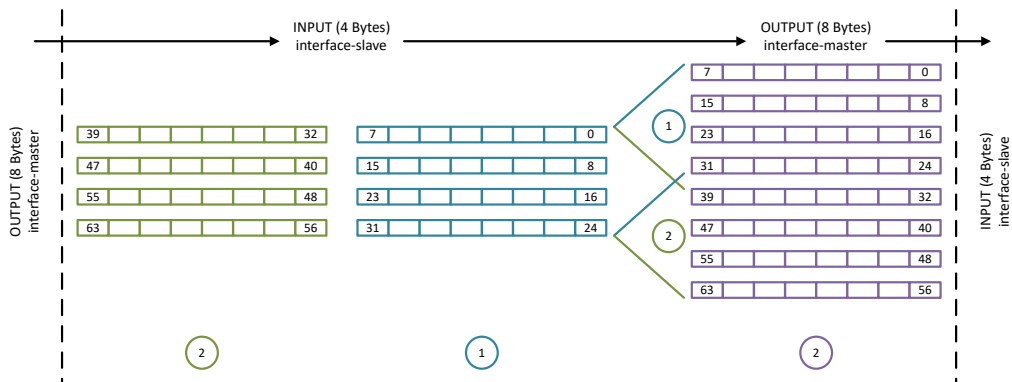 INPUT (4 Bytes)
interface-slave
OUTPUT (8 Bytes)
interface-master
OUTPUT (8 Bytes)
interface-master
39 32
47 40
55 48
63 56
7 0
15 8
23 16
31 24
1
2
7 0
15 8
23 16
31 24
39 32
47 40
55 48
63 56
INPUT (4 Bytes)
interface-slave
2
1
2